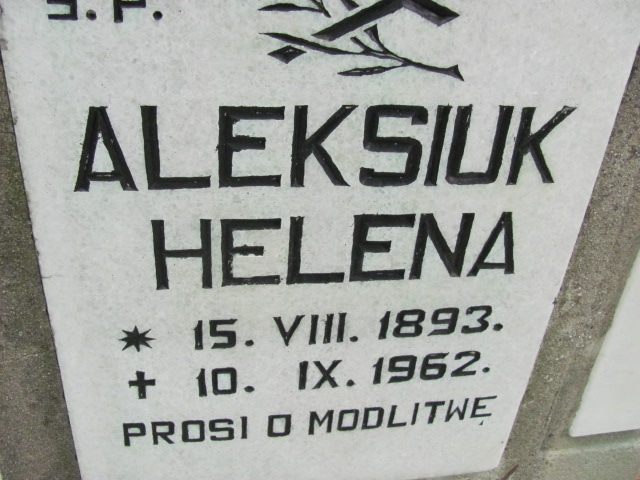 Ś. P.
ALEKSIUK
HELENA
* 15. VIII. 1893.
✝ 10. IX. 1962.
PROSI O MODLITWĘ